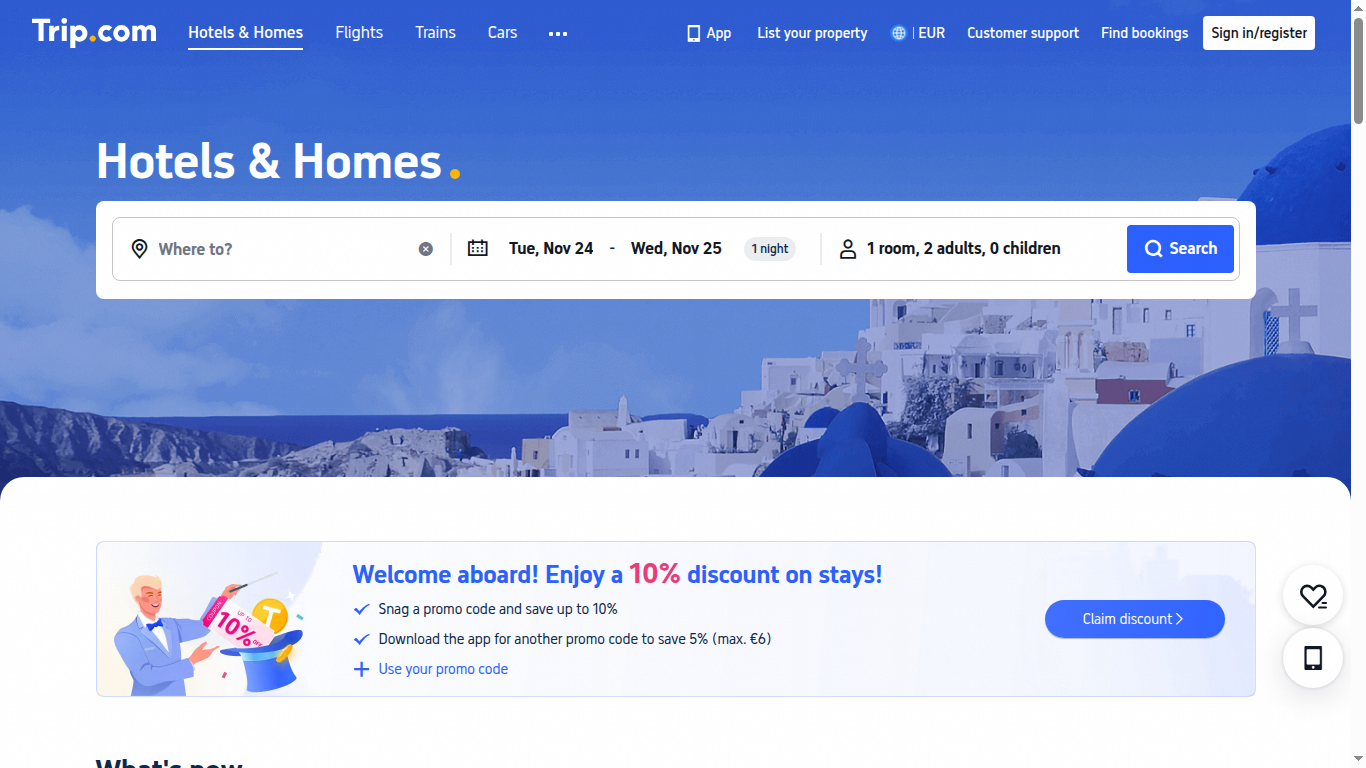 Trip.com
Hotels & Homes
Flights
Trains
Cars
App
List your property
EUR
Customer support
Find bookings
Sign in/register
Hotels & Homes.
Where to?
Tue, Nov 24 - Wed, Nov 25
1 night
1 room, 2 adults, 0 children
Search
Welcome aboard! Enjoy a 10% discount on stays!
COUPON
UP TO
10%
OFF
T
Snag a promo code and save up to 10%
Download the app for another promo code to save 5% (max. €6)
Use your promo code
Claim discount
What's new